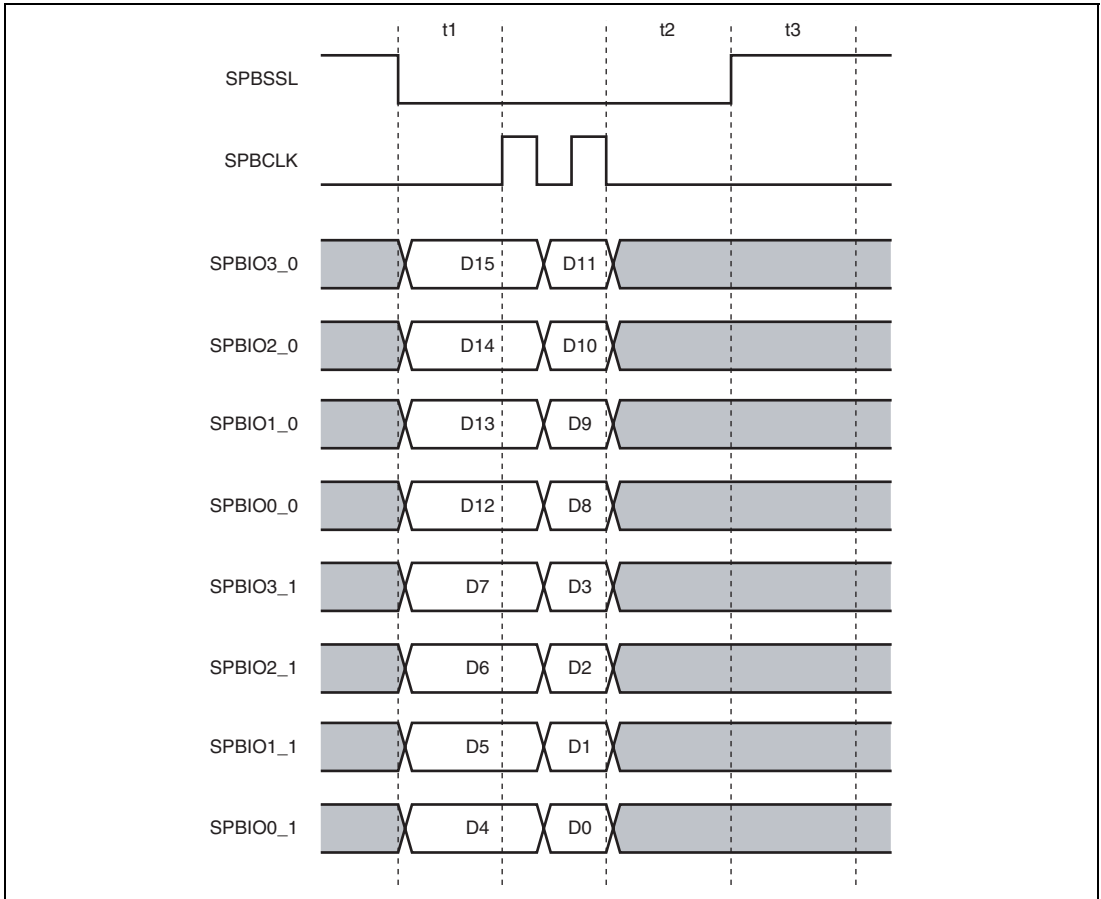 t1 t2 t3
SPBSSL
SPBCLK
SPBIO3_0 D15 D11
SPBIO2_0 D14 D10
SPBIO1_0 D13 D9
SPBIO0_0 D12 D8
SPBIO3_1 D7 D3
SPBIO2_1 D6 D2
SPBIO1_1 D5 D1
SPBIO0_1 D4 D0